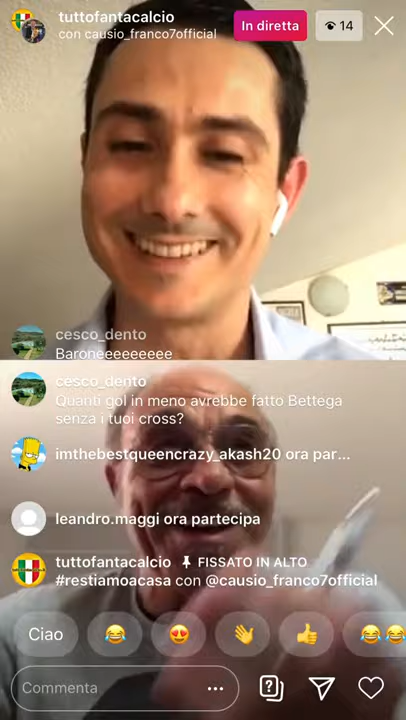 tuttofantacalcio
con causio_franco7official
In diretta
14
cesco_dento
Baroneeeeeeeee
cesco_dento
Quanti gol in meno avrebbe fatto Bettega
senza i tuoi cross?
imthebestqueencrazy_akash20 ora par...
leandro.maggi ora partecipa
tuttofantacalcio FISSATO IN ALTO
#restiamoacasa con @causio_franco7official
Ciao
Commenta